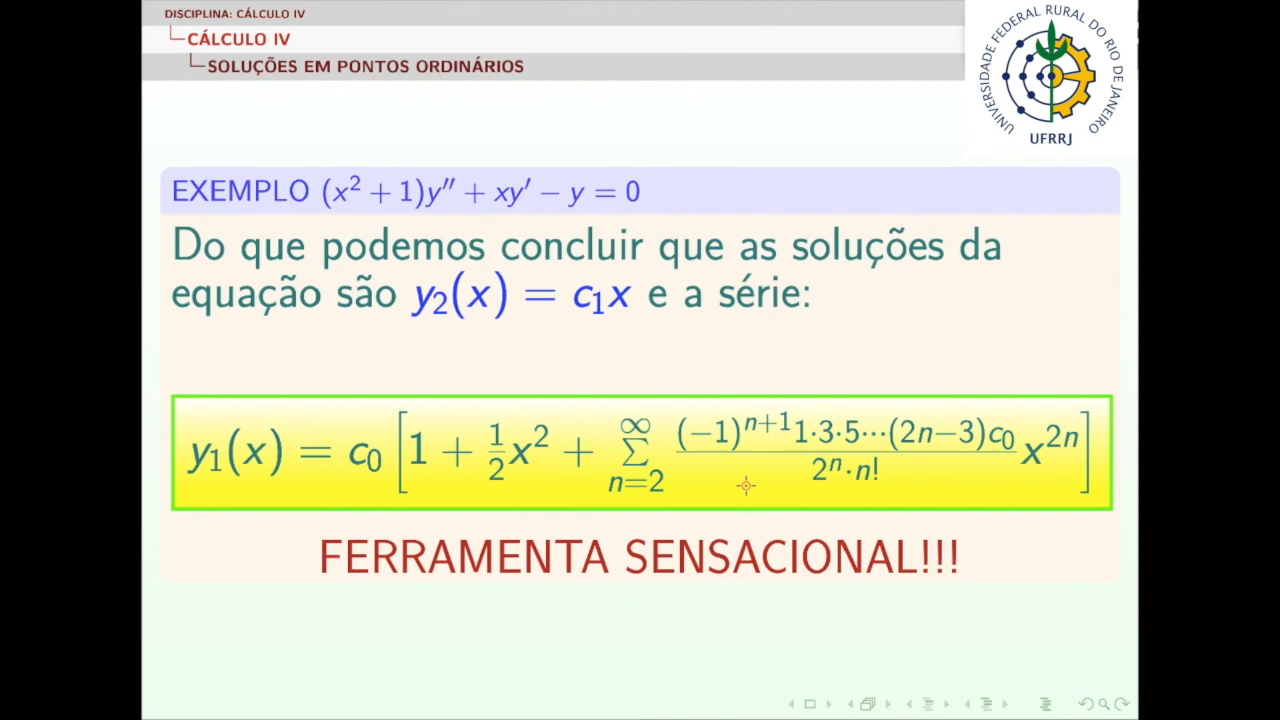 DISCIPLINA: CÁLCULO IV
CÁLCULO IV
SOLUÇÕES EM PONTOS ORDINÁRIOS
UNIVERSIDADE FEDERAL RURAL DO RIO DE JANEIRO
UFRRJ
EXEMPLO (x² + 1)y″ + xy′ − y = 0
Do que podemos concluir que as soluções da
equação são y₂(x) = c₁x e a série:
y₁(x) = c₀ [1 + ½x² + ∑_{n=2}^{∞} \frac{(−1)^{n+1}1·3·5···(2n−3)c₀}{2ⁿ·n!} x^{2n}]
FERRAMENTA SENSACIONAL!!!